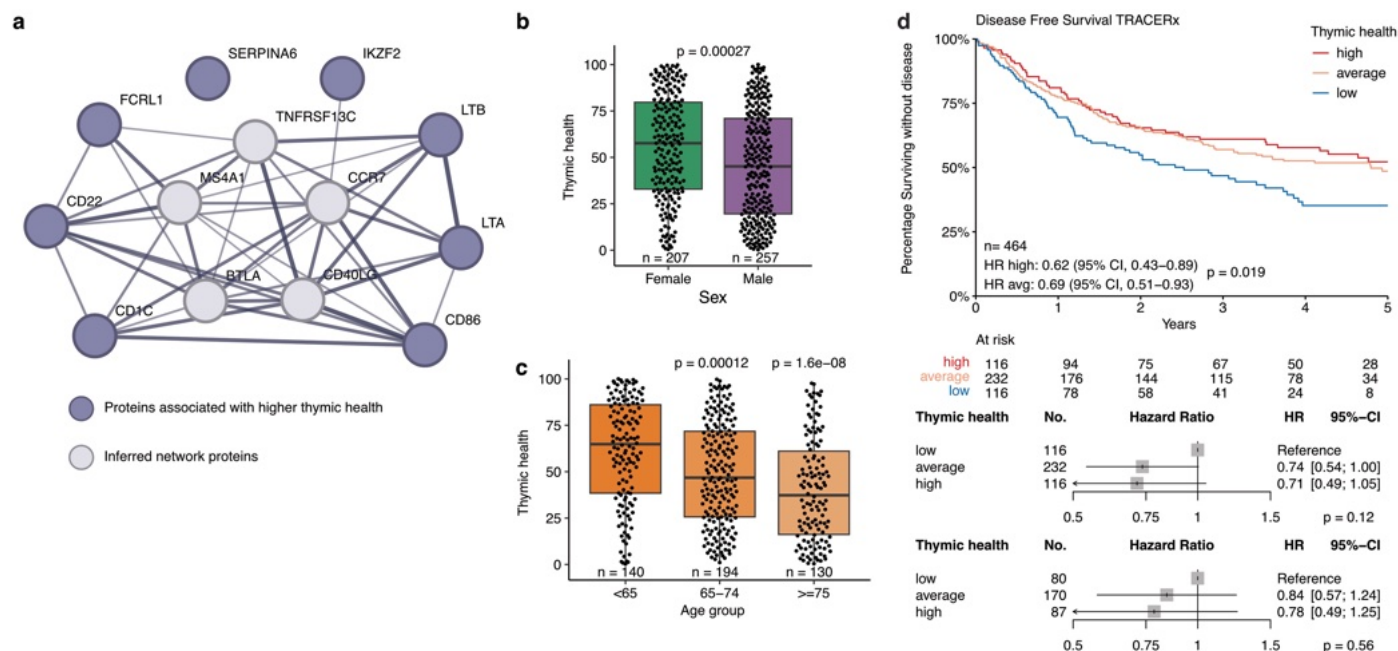 a
SERPINA6
IKZF2
FCRL1
LTB
TNFRSF13C
MS4A1
CCR7
CD22
LTA
BTLA
CD40LG
CD1C
CD86
Proteins associated with higher thymic health
Inferred network proteins
b
p = 0.00027
100
75
50
25
0
Thymic health
n = 207 n = 257
Female Male
Sex
c
p = 0.00012 p = 1.6e−08
100
75
50
25
0
Thymic health
n = 140 n = 194 n = 130
<65 65−74 >=75
Age group
d
Disease Free Survival TRACERx
Thymic health
high
average
low
100%
75%
50%
25%
0%
Percentage Surviving without disease
n= 464
HR high: 0.62 (95% CI, 0.43−0.89)
HR avg: 0.69 (95% CI, 0.51−0.93)
p = 0.019
0 1 2 3 4 5
Years
At risk
high 116 94 75 67 50 28
average 232 176 144 115 78 34
low 116 78 58 41 24 8
Thymic health No. Hazard Ratio HR 95%−CI
low 116 Reference
average 232 0.74 [0.54; 1.00]
high 116 0.71 [0.49; 1.05]
0.5 0.75 1 1.5 p = 0.12
Thymic health No. Hazard Ratio HR 95%−CI
low 80 Reference
average 170 0.84 [0.57; 1.24]
high 87 0.78 [0.49; 1.25]
0.5 0.75 1 1.5 p = 0.56